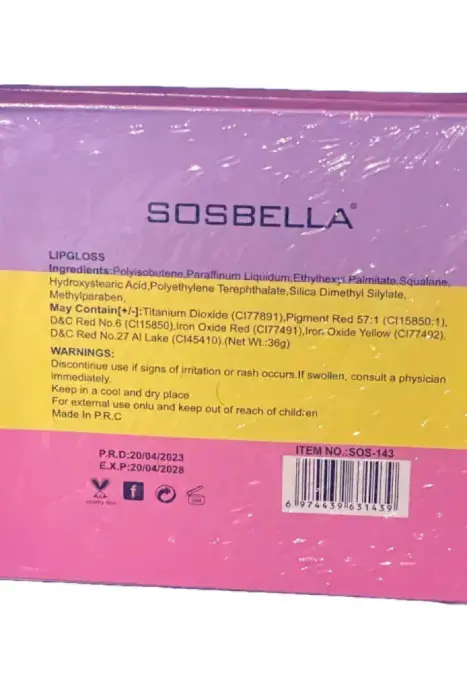 SOSBELLA®
LIPGLOSS
Ingredients:Polyisobutene,Paraffinum Liquidum,Ethylhexyl Palmitate,Squalane,
Hydroxystearic Acid,Polyethylene Terephthalate,Silica Dimethyl Silylate,
Methylparaben,
May Contain[+/-]:Titanium Dioxide (CI77891),Pigment Red 57:1 (CI15850:1),
D&C Red No.6 (CI15850),Iron Oxide Red (CI77491),Iron Oxide Yellow (CI77492),
D&C Red No.27 Al Lake (CI45410).(Net Wt.:36g)
WARNINGS:
Discontinue use if signs of irritation or rash occurs.If swollen, consult a physician
immediately.
Keep in a cool and dry place
For external use onlu and keep out of reach of children
Made In P.R.C
P.R.D:20/04/2023
E.X.P:20/04/2028
ITEM NO.:SOS-143
6 974439 631439